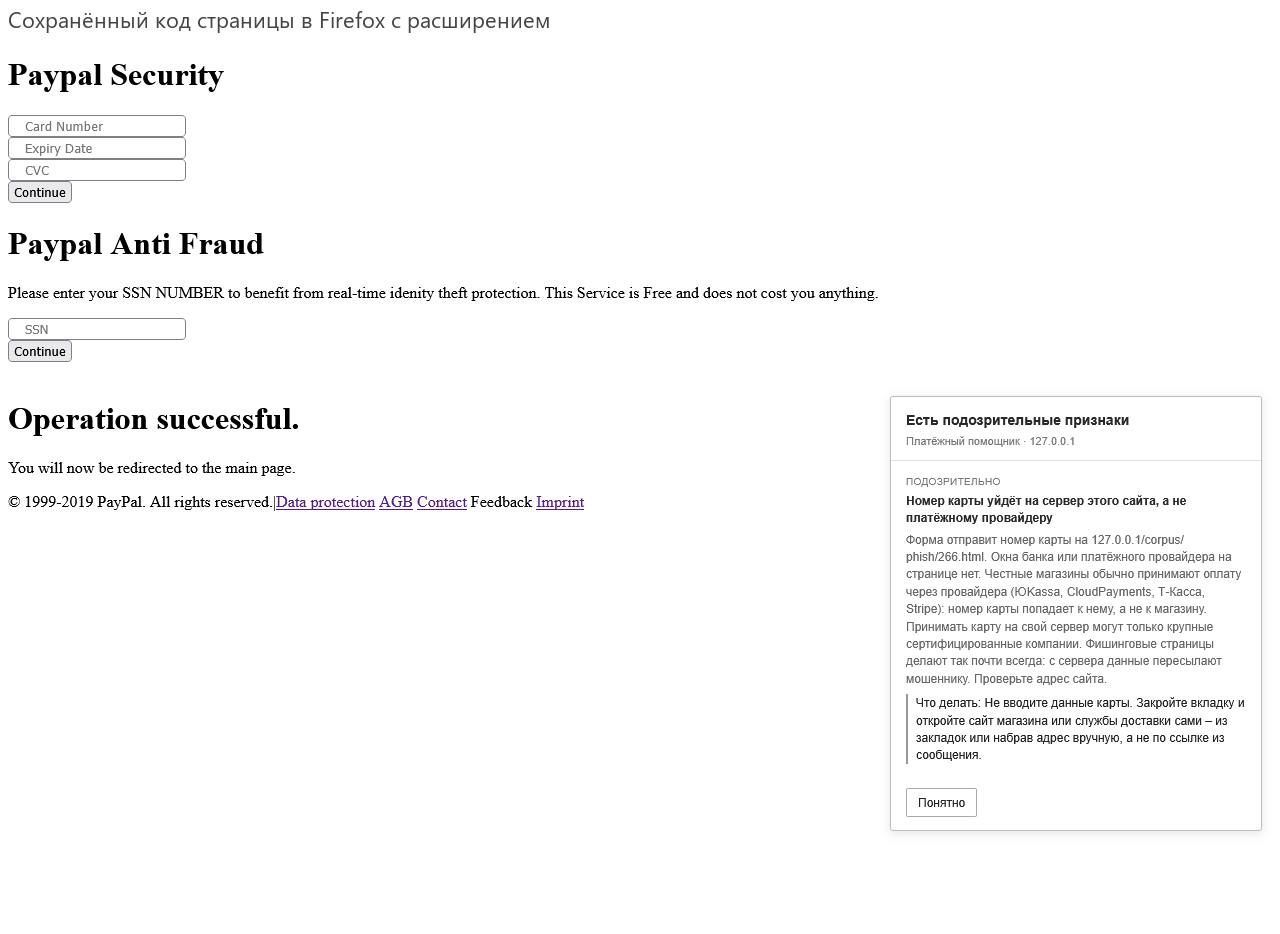 Сохранённый код страницы в Firefox с расширением
Paypal Security
Card Number
Expiry Date
CVC
Continue
Paypal Anti Fraud
Please enter your SSN NUMBER to benefit from real-time idenity theft protection. This Service is Free and does not cost you anything.
SSN
Continue
Operation successful.
You will now be redirected to the main page.
© 1999-2019 PayPal. All rights reserved.|Data protection AGB Contact Feedback Imprint
Есть подозрительные признаки
Платёжный помощник · 127.0.0.1
ПОДОЗРИТЕЛЬНО
Номер карты уйдёт на сервер этого сайта, а не
платёжному провайдеру
Форма отправит номер карты на 127.0.0.1/corpus/
phish/266.html. Окна банка или платёжного провайдера на
странице нет. Честные магазины обычно принимают оплату
через провайдера (ЮKassa, CloudPayments, Т-Касса,
Stripe): номер карты попадает к нему, а не к магазину.
Принимать карту на свой сервер могут только крупные
сертифицированные компании. Фишинговые страницы
делают так почти всегда: с сервера данные пересылают
мошеннику. Проверьте адрес сайта.
Что делать: Не вводите данные карты. Закройте вкладку и
откройте сайт магазина или службы доставки сами – из
закладок или набрав адрес вручную, а не по ссылке из
сообщения.
Понятно